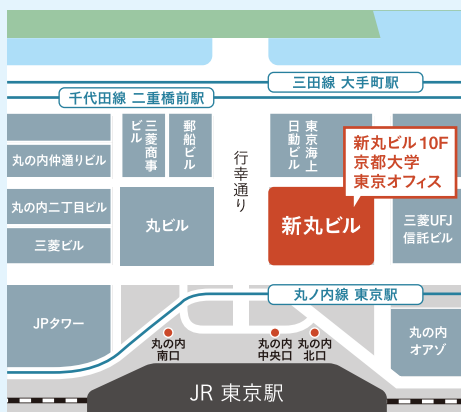 三田線 大手町駅
千代田線 二重橋前駅
三菱商事
ビル
郵船ビル
行幸通り
東京海上
日動ビル
新丸ビル10F
京都大学
東京オフィス
丸の内仲通りビル
丸の内二丁目ビル
三菱ビル
丸ビル
新丸ビル
三菱UFJ
信託ビル
丸ノ内線 東京駅
JPタワー
丸の内
南口
丸の内
中央口
丸の内
北口
丸の内
オアゾ
JR 東京駅